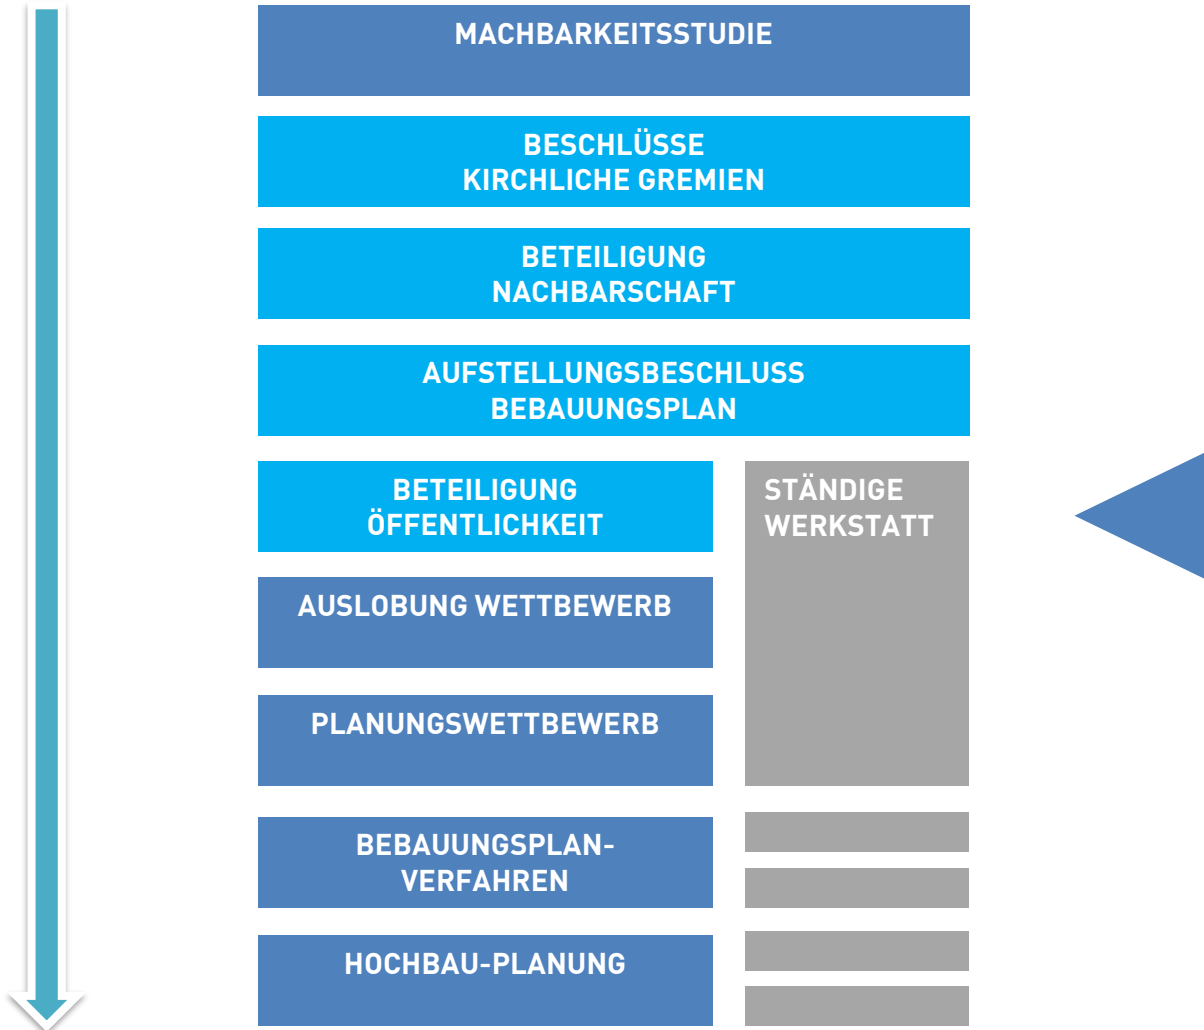 MACHBARKEITSSTUDIE
BESCHLÜSSE
KIRCHLICHE GREMIEN
BETEILIGUNG
NACHBARSCHAFT
AUFSTELLUNGSBESCHLUSS
BEBAUUNGSPLAN
BETEILIGUNG
ÖFFENTLICHKEIT
STÄNDIGE
WERKSTATT
AUSLOBUNG WETTBEWERB
PLANUNGSWETTBEWERB
BEBAUUNGSPLAN-
VERFAHREN
HOCHBAU-PLANUNG